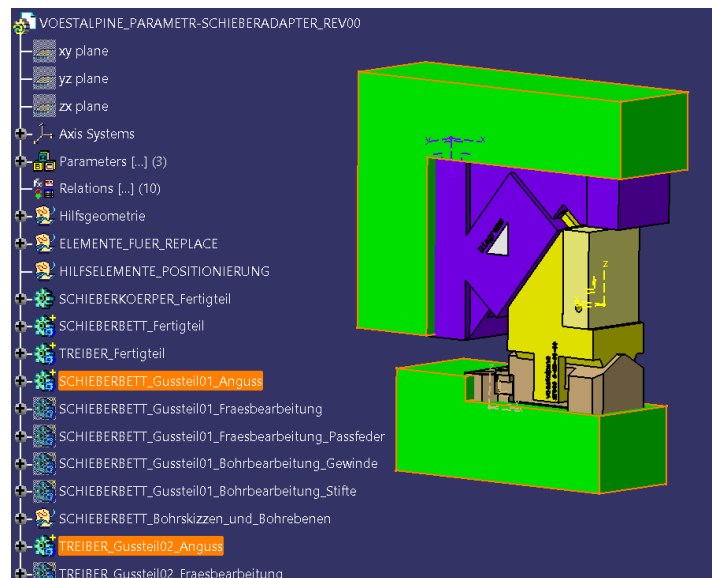 VOESTALPINE_PARAMETR-SCHIEBERADAPTER_REV00
xy plane
yz plane
zx plane
Axis Systems
Parameters [...] (3)
Relations [...] (10)
Hilfsgeometrie
ELEMENTE_FUER_REPLACE
HILFSELEMENTE_POSITIONIERUNG
SCHIEBERKOERPER_Fertigteil
SCHIEBERBETT_Fertigteil
TREIBER_Fertigteil
SCHIEBERBETT_Gussteil01_Anguss
SCHIEBERBETT_Gussteil01_Fraesbearbeitung
SCHIEBERBETT_Gussteil01_Fraesbearbeitung_Passfeder
SCHIEBERBETT_Gussteil01_Bohrbearbeitung_Gewinde
SCHIEBERBETT_Gussteil01_Bohrbearbeitung_Stifte
SCHIEBERBETT_Bohrskizzen_und_Bohrebenen
TREIBER_Gussteil02_Anguss
TREIBER_Gussteil02_Fraesbearbeitung
y
x
z